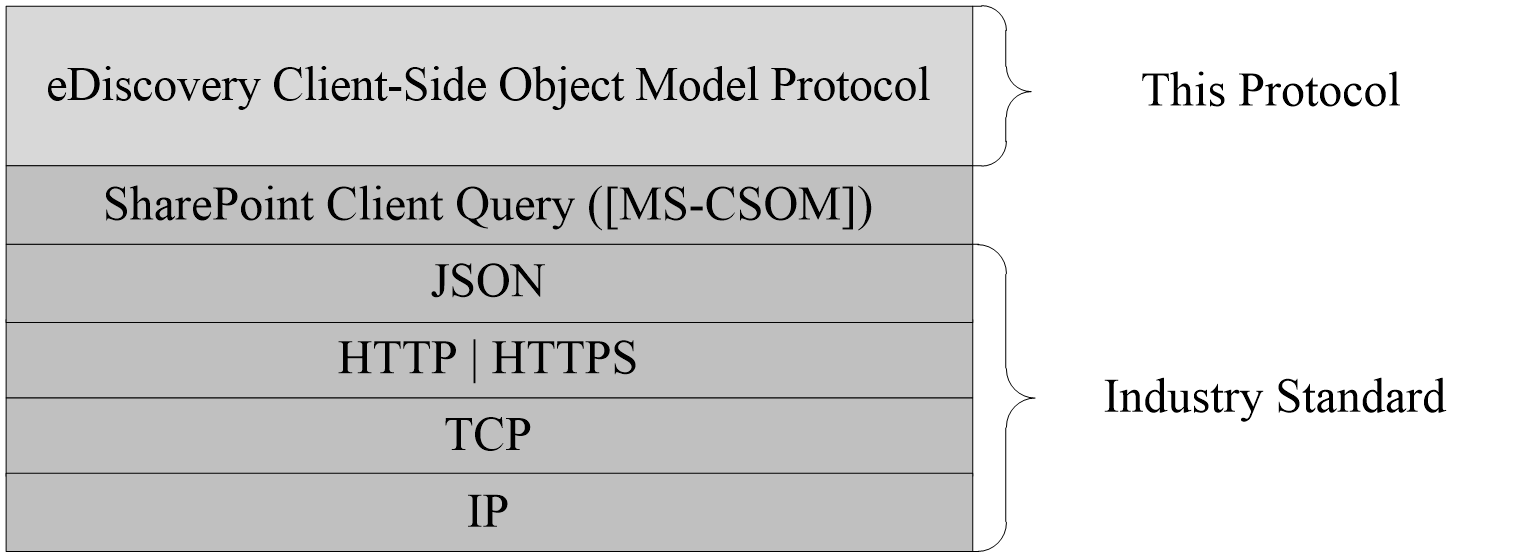 eDiscovery Client-Side Object Model Protocol
This Protocol
SharePoint Client Query ([MS-CSOM])
JSON
HTTP | HTTPS
Industry Standard
TCP
IP